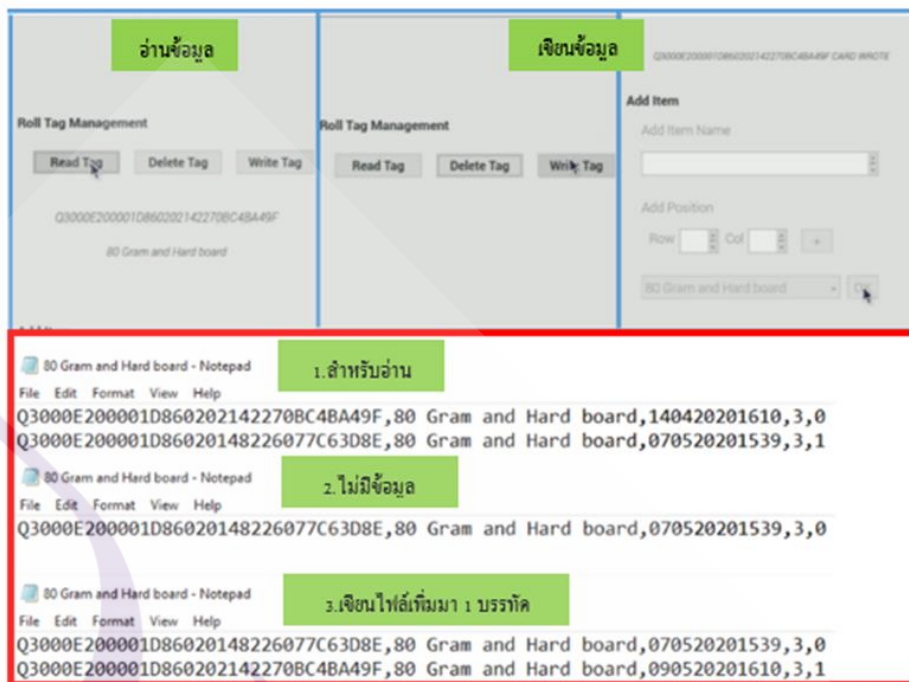 อ่านข้อมูล
Roll Tag Management
Read Tag Delete Tag Write Tag
Q3000E200001D860202142270BC4BA49F
80 Gram and Hard board
เขียนข้อมูล
Roll Tag Management
Read Tag Delete Tag Write Tag
Q3000E200001D860202142270BC4BA49F CARD WROTE
Add Item
Add Item Name
Add Position
Row Col +
80 Gram and Hard board OK
80 Gram and Hard board - Notepad
1.สำหรับอ่าน
File Edit Format View Help
Q3000E200001D860202142270BC4BA49F,80 Gram and Hard board,140420201610,3,0
Q3000E200001D86020148226077C63D8E,80 Gram and Hard board,070520201539,3,1
80 Gram and Hard board - Notepad
2.ไม่มีข้อมูล
File Edit Format View Help
Q3000E200001D86020148226077C63D8E,80 Gram and Hard board,070520201539,3,0
80 Gram and Hard board - Notepad
3.เขียนไฟล์เพิ่มมา 1 บรรทัด
File Edit Format View Help
Q3000E200001D86020148226077C63D8E,80 Gram and Hard board,070520201539,3,0
Q3000E200001D860202142270BC4BA49F,80 Gram and Hard board,090520201610,3,1